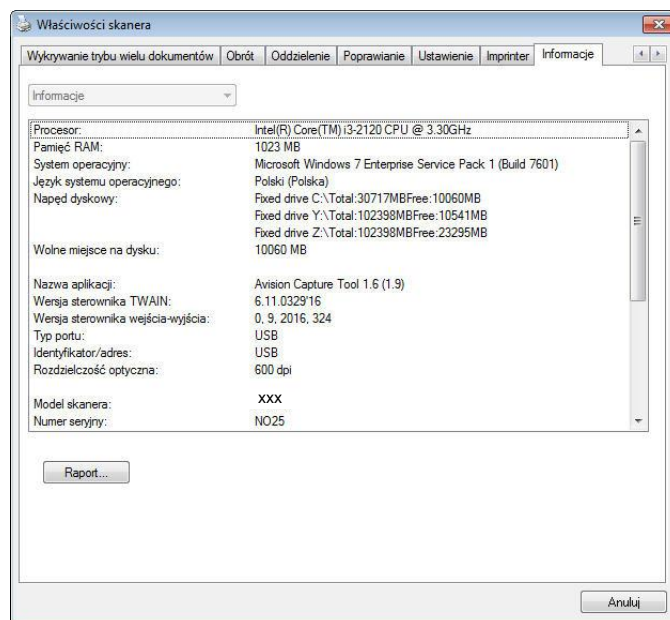 Właściwości skanera
Wykrywanie trybu wielu dokumentów Obrót Oddzielenie Poprawianie Ustawienie Imprinter Informacje
Informacje
Procesor: Intel(R) Core(TM) i3-2120 CPU @ 3.30GHz
Pamięć RAM: 1023 MB
System operacyjny: Microsoft Windows 7 Enterprise Service Pack 1 (Build 7601)
Język systemu operacyjnego: Polski (Polska)
Napęd dyskowy: Fixed drive C:\Total:30717MBFree:10060MB
Fixed drive Y:\Total:102398MBFree:10541MB
Fixed drive Z:\Total:102398MBFree:23295MB
Wolne miejsce na dysku: 10060 MB
Nazwa aplikacji: Avision Capture Tool 1.6 (1.9)
Wersja sterownika TWAIN: 6.11.0329'16
Wersja sterownika wejścia-wyjścia: 0, 9, 2016, 324
Typ portu: USB
Identyfikator/adres: USB
Rozdzielczość optyczna: 600 dpi
Model skanera: xxx
Numer seryjny: NO25
Raport...
Anuluj